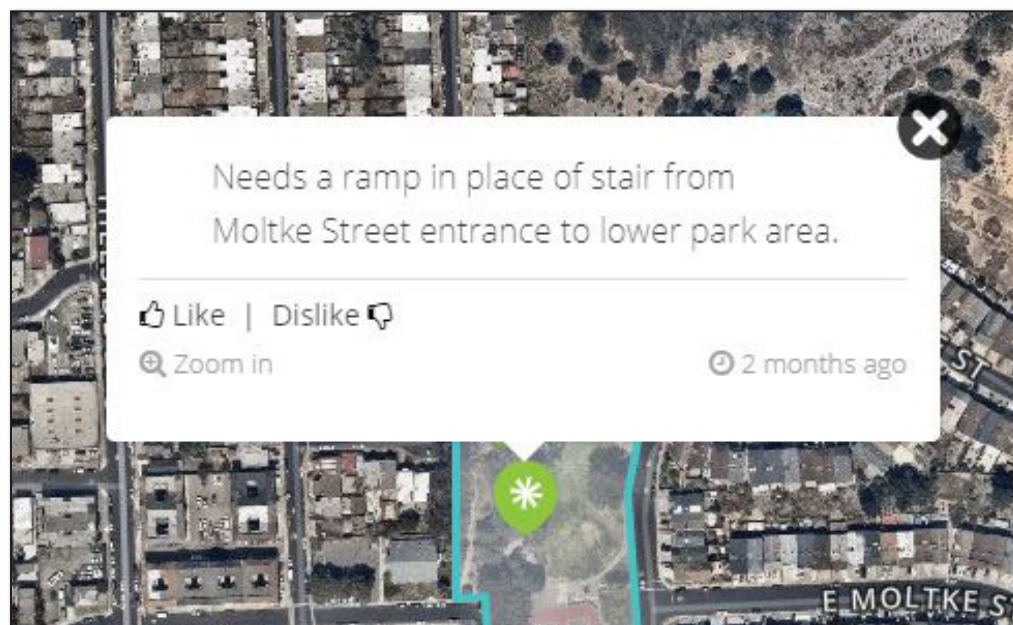 Needs a ramp in place of stair from
Moltke Street entrance to lower park area.
Like | Dislike
Zoom in
2 months ago
ST
E MOLTKE S